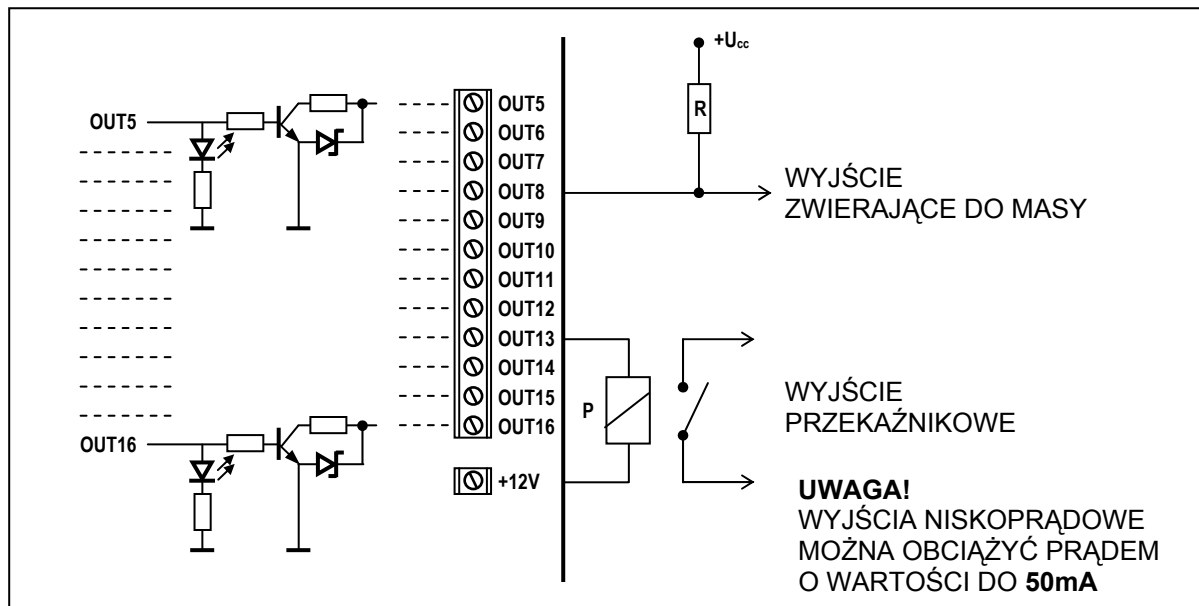 +Ucc
R
OUT5
OUT5
OUT6
OUT7
OUT8
OUT9
OUT10
OUT11
OUT12
OUT13
OUT14
OUT15
OUT16
+12V
OUT16
P
WYJŚCIE
ZWIERAJĄCE DO MASY
WYJŚCIE
PRZEKAŹNIKOWE
UWAGA!
WYJŚCIA NISKOPRĄDOWE
MOŻNA OBCIĄŻYĆ PRĄDEM
O WARTOŚCI DO 50mA